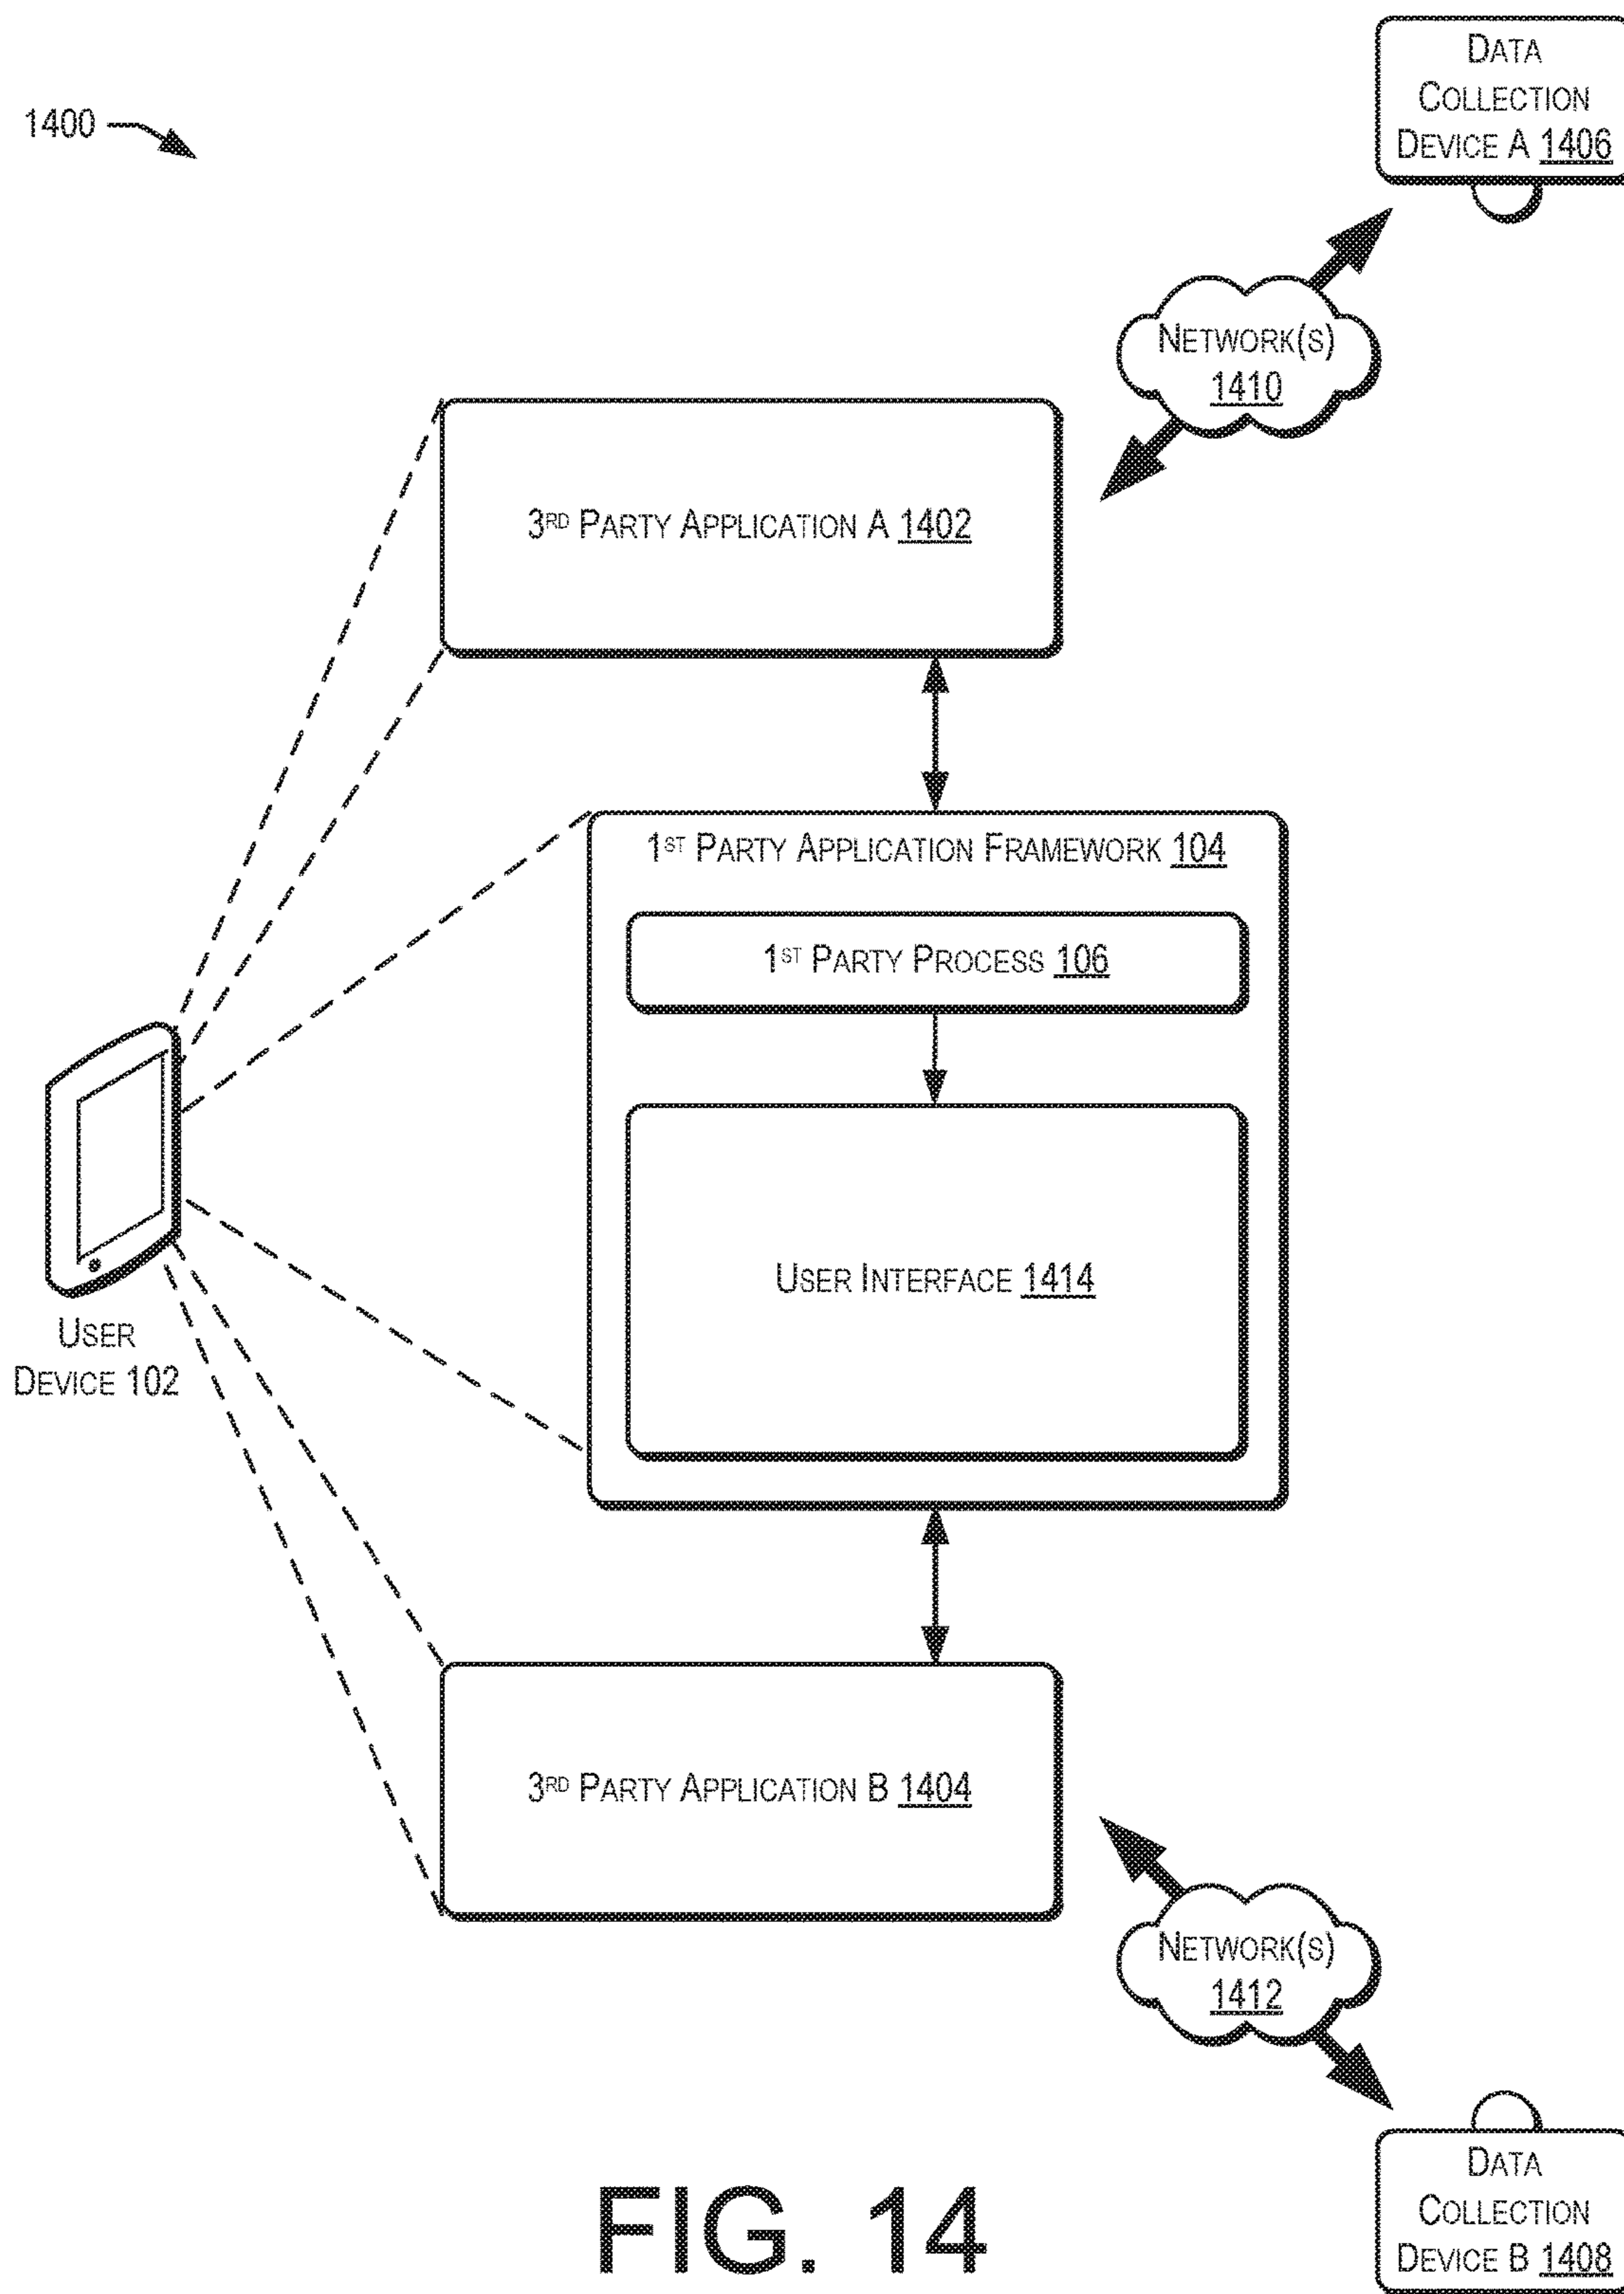 1400
DATA
COLLECTION
DEVICE A 1406
NETWORK(S)
1410
3RD PARTY APPLICATION A 1402
1ST PARTY APPLICATION FRAMEWORK 104
1ST PARTY PROCESS 106
USER INTERFACE 1414
USER
DEVICE 102
3RD PARTY APPLICATION B 1404
NETWORK(S)
1412
DATA
COLLECTION
DEVICE B 1408
FIG. 14